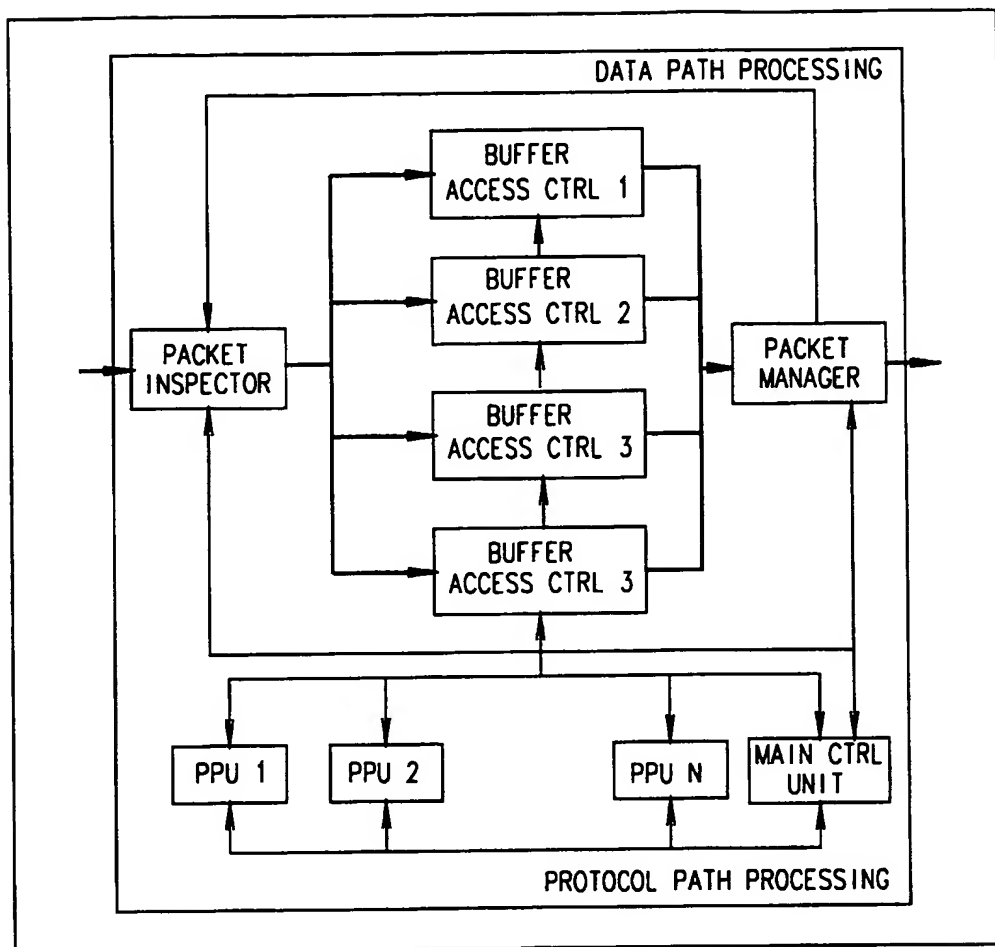 DATA PATH PROCESSING
BUFFER
ACCESS CTRL 1
BUFFER
ACCESS CTRL 2
PACKET
INSPECTOR
PACKET
MANAGER
BUFFER
ACCESS CTRL 3
BUFFER
ACCESS CTRL 3
PPU 1
PPU 2
PPU N
MAIN CTRL
UNIT
PROTOCOL PATH PROCESSING